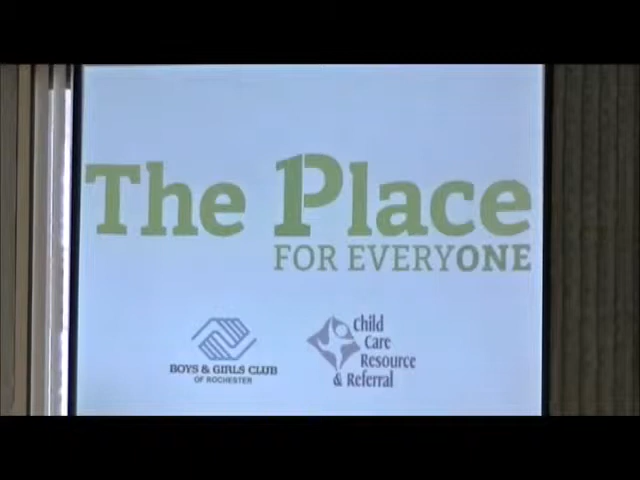 The Place
FOR EVERYONE
BOYS & GIRLS CLUB
OF ROCHESTER
Child
Care
Resource
& Referral